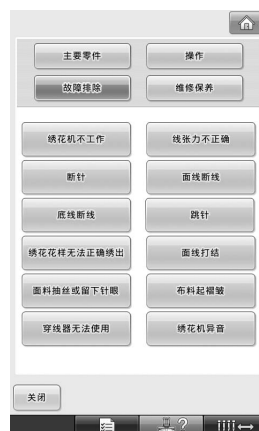 主要零件 操作
故障排除 维修保养
绣花机不工作 线张力不正确
断针 面线断线
底线断线 跳针
绣花花样无法正确绣出 面线打结
面料抽丝或留下针眼 布料起褶皱
穿线器无法使用 绣花机异音
关闭
?